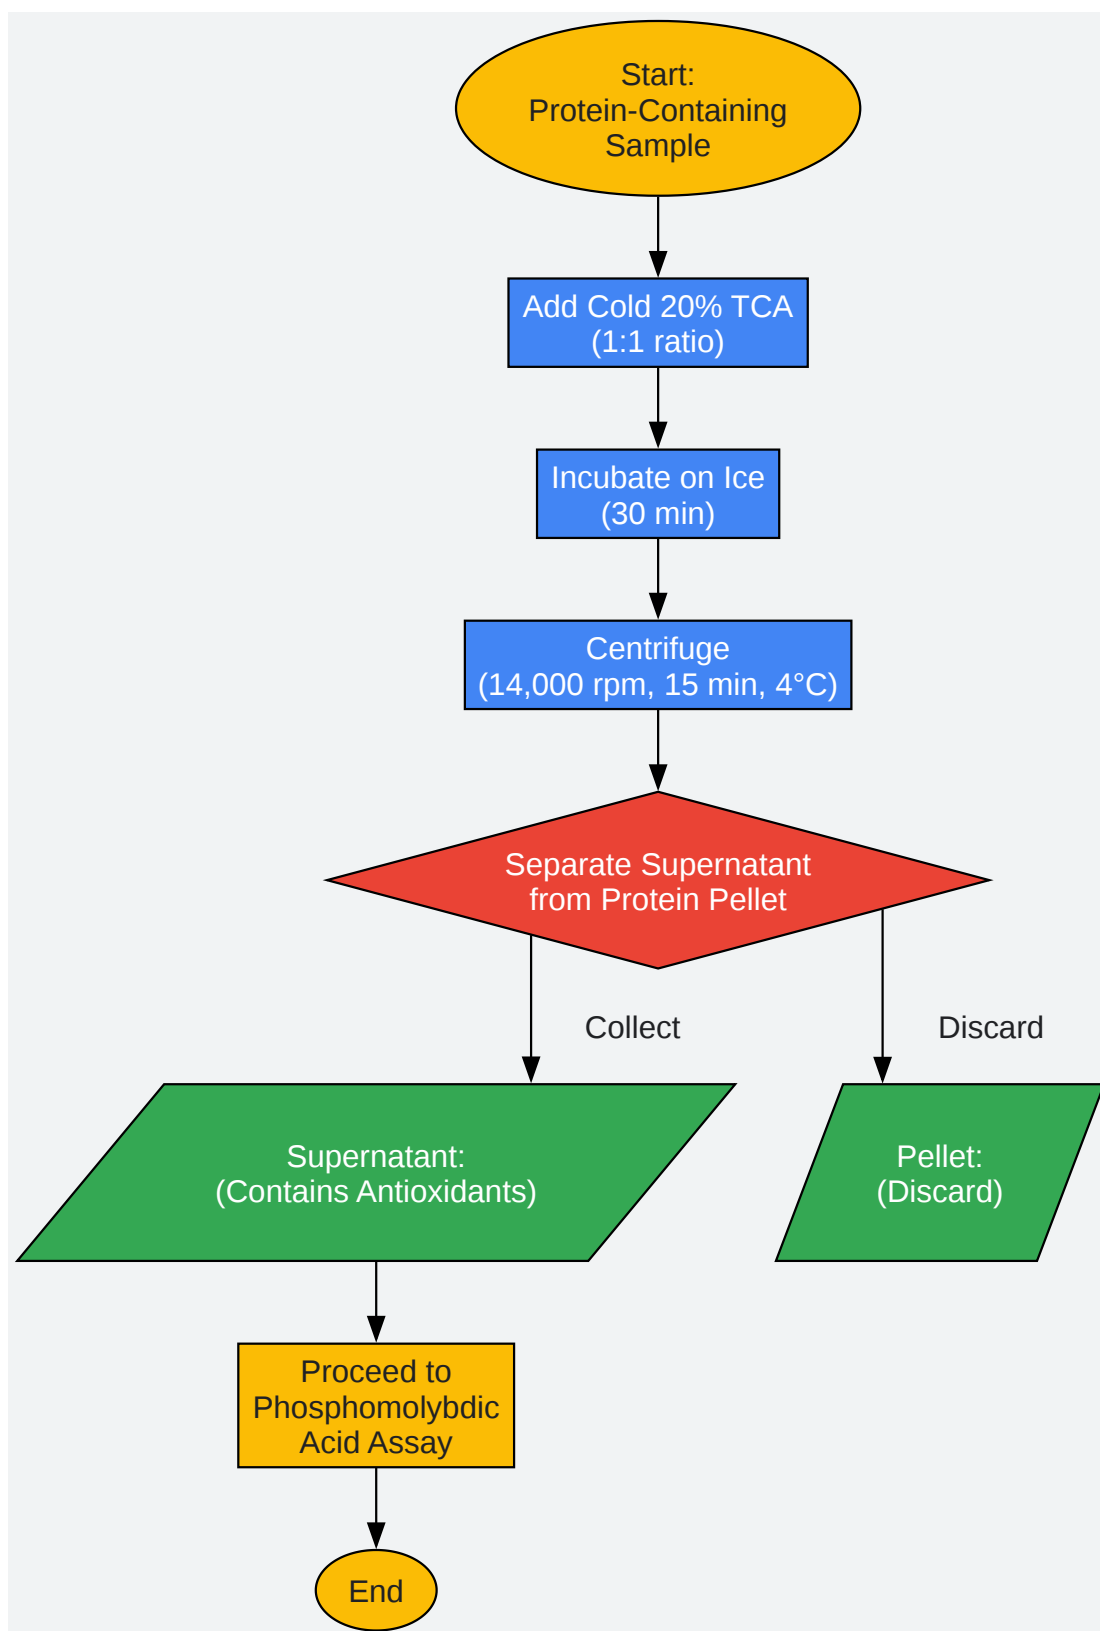 Start:
Protein-Containing
Sample
Add Cold 20% TCA
(1:1 ratio)
Incubate on Ice
(30 min)
Centrifuge
(14,000 rpm, 15 min, 4°C)
Separate Supernatant
from Protein Pellet
Collect
Discard
Supernatant:
(Contains Antioxidants)
Pellet:
(Discard)
Proceed to
Phosphomolybdic
Acid Assay
End